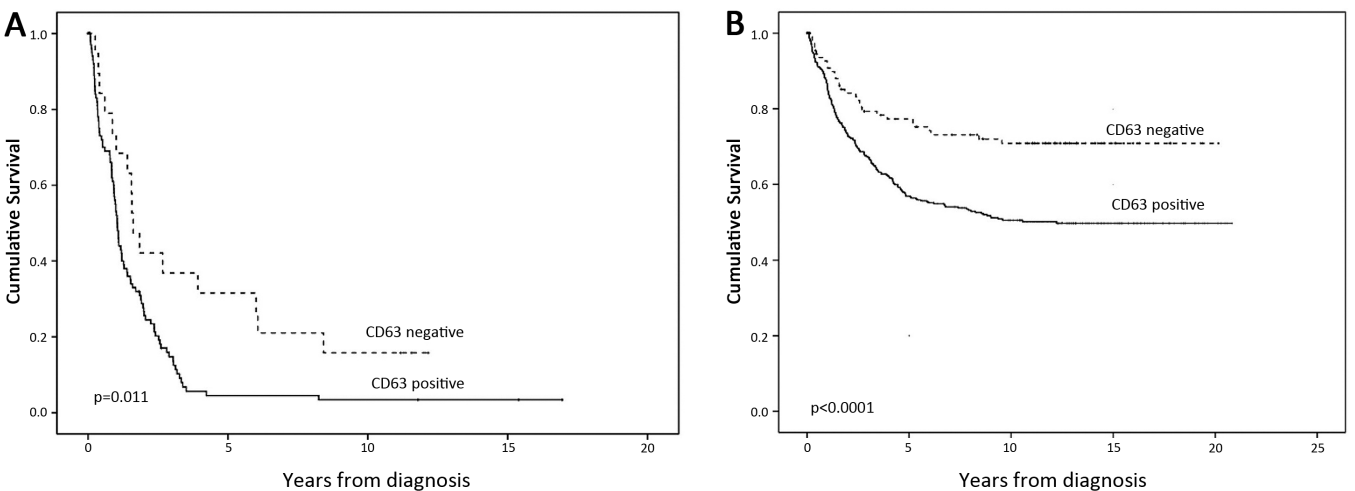 A
Cumulative Survival
1.0
0.8
0.6
0.4
0.2
0.0
CD63 negative
CD63 positive
p=0.011
0 5 10 15 20
Years from diagnosis
B
Cumulative Survival
1.0
0.8
0.6
0.4
0.2
0.0
CD63 negative
CD63 positive
p<0.0001
0 5 10 15 20 25
Years from diagnosis